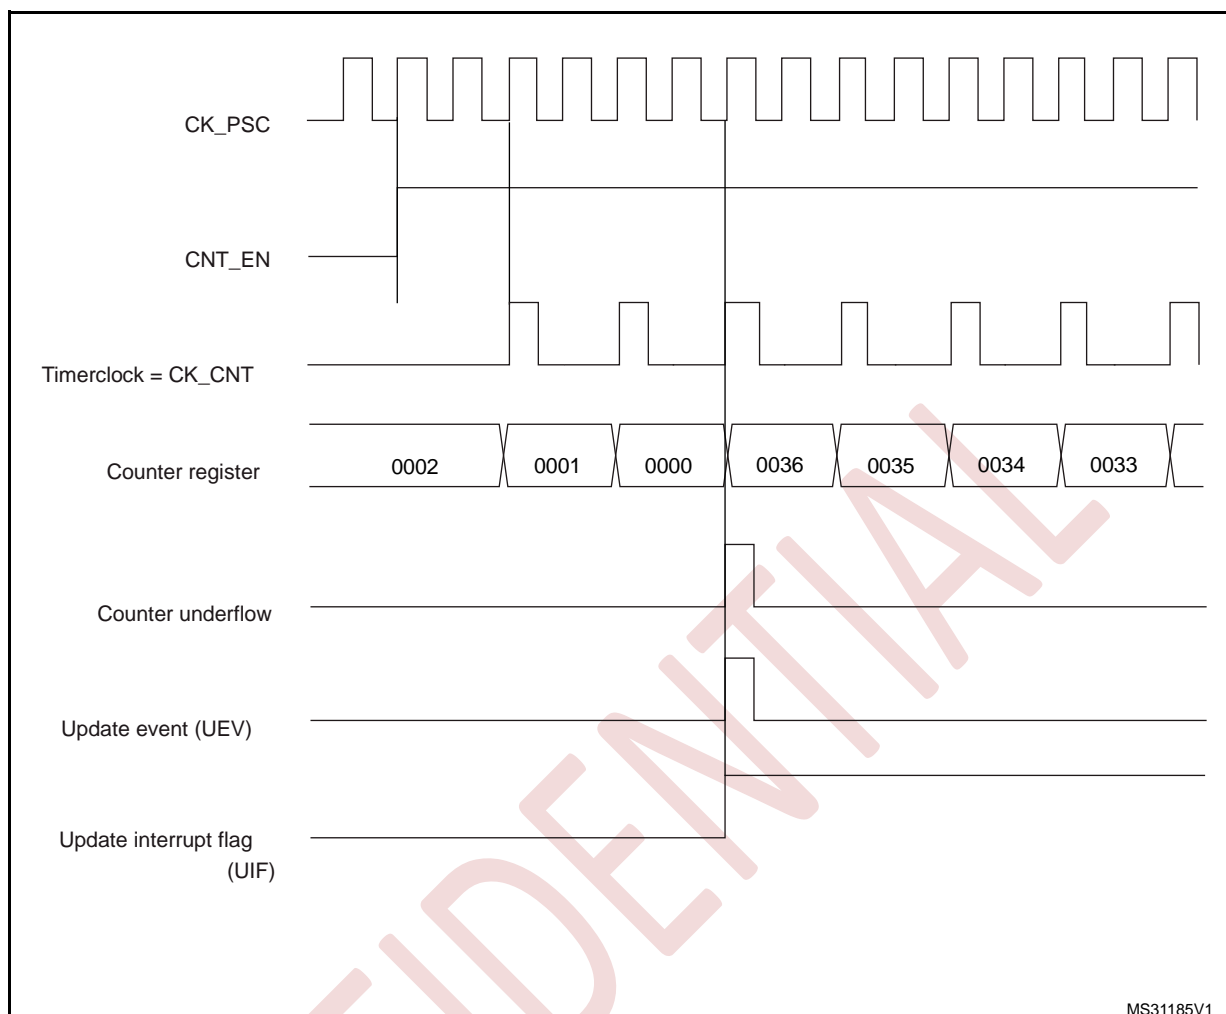 CK_PSC
CNT_EN
Timerclock = CK_CNT
Counter register
0002 0001 0000 0036 0035 0034 0033
Counter underflow
Update event (UEV)
Update interrupt flag
(UIF)
FIDENTIAL
MS31185V1